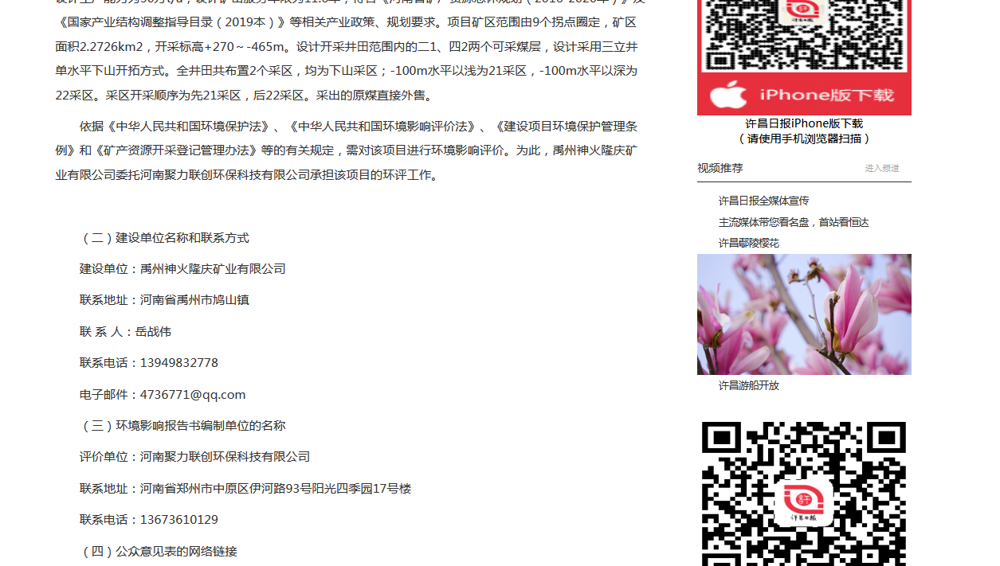 《国家产业结构调整指导目录（2019本）》等相关产业政策、规划要求。项目矿区范围由9个拐点圈定，矿区
面积2.2726km2，开采标高+270～-465m。设计开采井田范围内的二1、四2两个可采煤层，设计采用三立井
单水平下山开拓方式。全井田共布置2个采区，均为下山采区；-100m水平以浅为21采区，-100m水平以深为
22采区。采区开采顺序为先21采区，后22采区。采出的原煤直接外售。
依据《中华人民共和国环境保护法》、《中华人民共和国环境影响评价法》、《建设项目环境保护管理条
例》和《矿产资源开采登记管理办法》等的有关规定，需对该项目进行环境影响评价。为此，禹州神火隆庆矿
业有限公司委托河南聚力联创环保科技有限公司承担该项目的环评工作。
（二）建设单位名称和联系方式
建设单位：禹州神火隆庆矿业有限公司
联系地址：河南省禹州市鸠山镇
联 系 人：岳战伟
联系电话：13949832778
电子邮件：4736771@qq.com
（三）环境影响报告书编制单位的名称
评价单位：河南聚力联创环保科技有限公司
联系地址：河南省郑州市中原区伊河路93号阳光四季园17号楼
联系电话：13673610129
（四）公众意见表的网络链接
iPhone版下载
许昌日报iPhone版下载
（请使用手机浏览器扫描）
视频推荐
进入频道
许昌日报全媒体宣传
主流媒体带您看名盘，首站看恒达
许昌鄢陵樱花
许昌游船开放
许昌日报